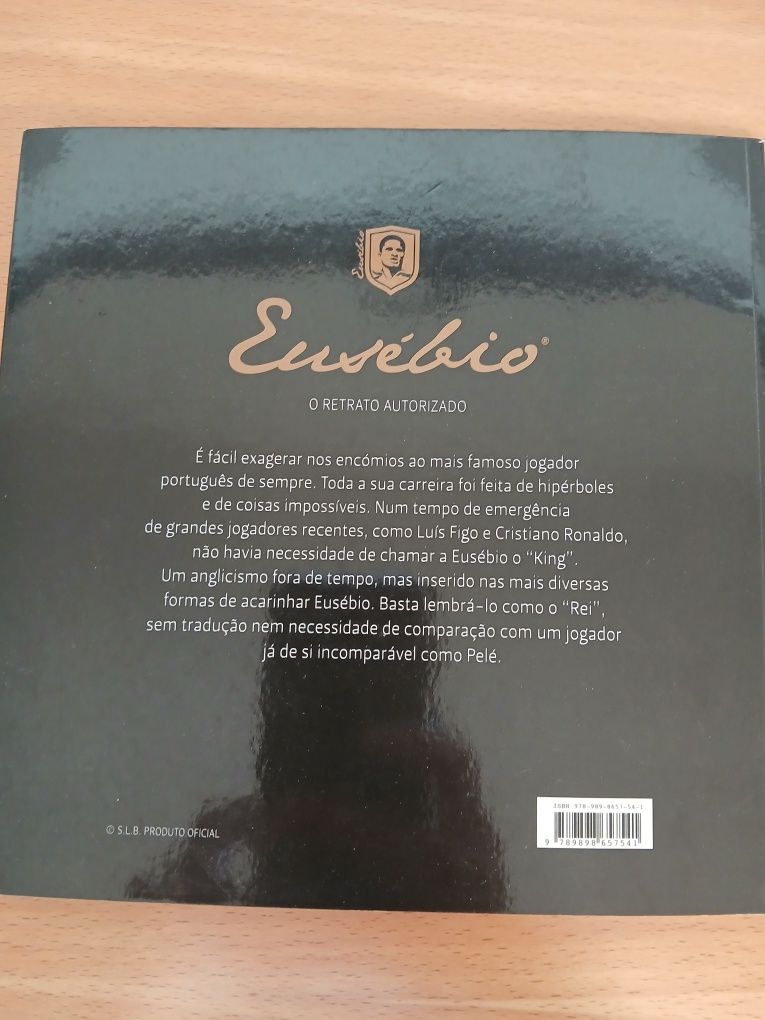 Eusébio
Eusébio®
O RETRATO AUTORIZADO
É fácil exagerar nos encómios ao mais famoso jogador
português de sempre. Toda a sua carreira foi feita de hipérboles
e de coisas impossíveis. Num tempo de emergência
de grandes jogadores recentes, como Luís Figo e Cristiano Ronaldo,
não havia necessidade de chamar a Eusébio o “King”.
Um anglicismo fora de tempo, mas inserido nas mais diversas
formas de acarinhar Eusébio. Basta lembrá-lo como o “Rei”,
sem tradução nem necessidade de comparação com um jogador
já de si incomparável como Pelé.
ISBN 978-989-8657-54-1
9 789898 657541
© S.L.B. PRODUTO OFICIAL